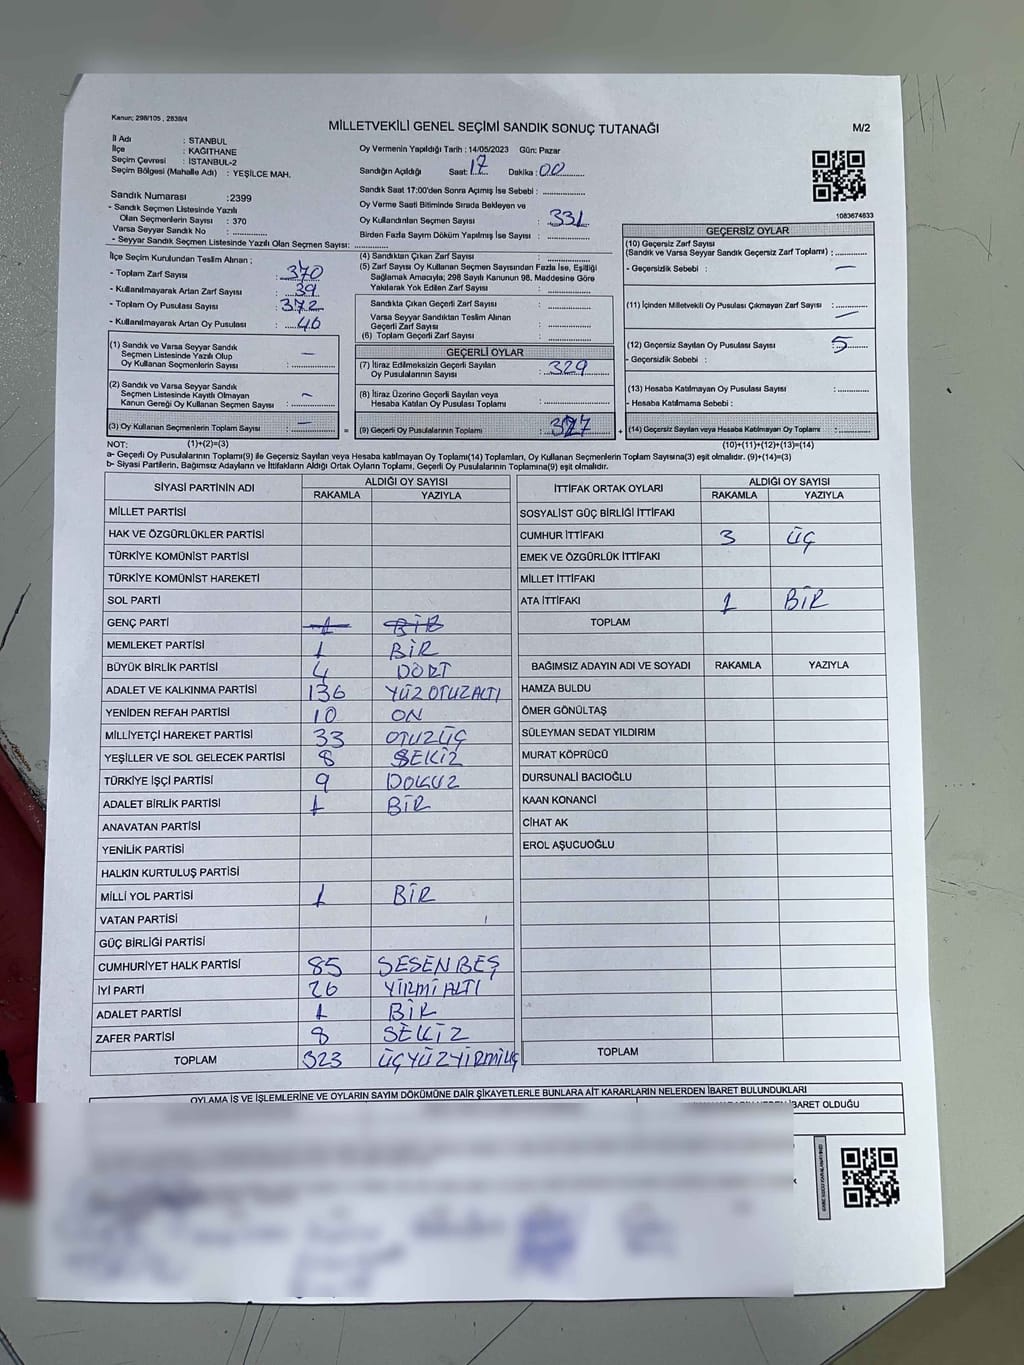 Kanun; 298/105 , 2839/4
MİLLETVEKİLİ GENEL SEÇİMİ SANDIK SONUÇ TUTANAĞI
M/2
İl Adı : STANBUL
İlçe : KAĞITHANE
Seçim Çevresi : İSTANBUL-2
Seçim Bölgesi (Mahalle Adı) : YEŞİLCE MAH.
Sandık Numarası :2399
- Sandık Seçmen Listesinde Yazılı
Olan Seçmenlerin Sayısı : 370
Varsa Seyyar Sandık No :
- Seyyar Sandık Seçmen Listesinde Yazılı Olan Seçmen Sayısı:
Oy Vermenin Yapıldığı Tarih : 14/05/2023 Gün: Pazar
Sandığın Açıldığı Saat: 17 Dakika : 00
Sandık Saat 17:00'den Sonra Açımış İse Sebebi :
Oy Verme Saati Bitiminde Sırada Bekleyen ve
Oy Kullandırılan Seçmen Sayısı : 331
Birden Fazla Sayım Döküm Yapılmış İse Sayısı :
1083674633
İlçe Seçim Kurulundan Teslim Alınan ;
- Toplam Zarf Sayısı : 370
- Kullanılmayarak Artan Zarf Sayısı : 39
- Toplam Oy Pusulası Sayısı : 372
- Kullanılmayarak Artan Oy Pusulası : 46
(4) Sandıktan Çıkan Zarf Sayısı :
(5) Zarf Sayısı Oy Kullanan Seçmen Sayısından Fazla İse, Eşitliği
Sağlamak Amacıyla; 298 Sayılı Kanunun 98. Maddesine Göre
Yakılarak Yok Edilen Zarf Sayısı :
Sandıkta Çıkan Geçerli Zarf Sayısı :
Varsa Seyyar Sandıktan Teslim Alınan
Geçerli Zarf Sayısı :
(6) Toplam Geçerli Zarf Sayısı :
GEÇERSİZ OYLAR
(10) Geçersiz Zarf Sayısı
(Sandık ve Varsa Seyyar Sandık Geçersiz Zarf Toplamı) :
- Geçersizlik Sebebi : —
(11) İçinden Milletvekili Oy Pusulası Çıkmayan Zarf Sayısı : —
(12) Geçersiz Sayılan Oy Pusulası Sayısı : 5
- Geçersizlik Sebebi :
(13) Hesaba Katılmayan Oy Pusulası Sayısı :
- Hesaba Katılmama Sebebi :
+ (14) Geçersiz Sayılan veya Hesaba Katılmayan Oy Toplamı :
(1) Sandık ve Varsa Seyyar Sandık
Seçmen Listesinde Yazılı Olup
Oy Kullanan Seçmenlerin Sayısı : —
(2) Sandık ve Varsa Seyyar Sandık
Seçmen Listesinde Kayıtlı Olmayan
Kanun Gereği Oy Kullanan Seçmen Sayısı : —
(3) Oy Kullanan Seçmenlerin Toplam Sayısı : — =
GEÇERLİ OYLAR
(7) İtiraz Edilmeksizin Geçerli Sayılan
Oy Pusulalarının Sayısı : 329
(8) İtiraz Üzerine Geçerli Sayılan veya
Hesaba Katılan Oy Pusulası Toplamı :
(9) Geçerli Oy Pusulalarının Toplamı : 327
NOT: (1)+(2)=(3)
(10)+(11)+(12)+(13)=(14)
a- Geçerli Oy Pusulalarının Toplamı(9) ile Geçersiz Sayılan veya Hesaba katılmayan Oy Toplamı(14) Toplamları, Oy Kullanan Seçmenlerin Toplam Sayısına(3) eşit olmalıdır. (9)+(14)=(3)
b- Siyasi Partilerin, Bağımsız Adayların ve İttifakların Aldığı Ortak Oyların Toplamı, Geçerli Oy Pusulalarının Toplamına(9) eşit olmalıdır.
SİYASİ PARTİNİN ADI ALDIĞI OY SAYISI
RAKAMLA YAZIYLA
MİLLET PARTİSİ
HAK VE ÖZGÜRLÜKLER PARTİSİ
TÜRKİYE KOMÜNİST PARTİSİ
TÜRKİYE KOMÜNİST HAREKETİ
SOL PARTİ
GENÇ PARTİ 1 BİR
MEMLEKET PARTİSİ 1 BİR
BÜYÜK BİRLİK PARTİSİ 4 DÖRT
ADALET VE KALKINMA PARTİSİ 136 YÜZ OTUZALTI
YENİDEN REFAH PARTİSİ 10 ON
MİLLİYETÇİ HAREKET PARTİSİ 33 OTUZÜÇ
YEŞİLLER VE SOL GELECEK PARTİSİ 8 SEKİZ
TÜRKİYE İŞÇİ PARTİSİ 9 DOKUZ
ADALET BİRLİK PARTİSİ 1 BİR
ANAVATAN PARTİSİ
YENİLİK PARTİSİ
HALKIN KURTULUŞ PARTİSİ
MİLLİ YOL PARTİSİ 1 BİR
VATAN PARTİSİ
GÜÇ BİRLİĞİ PARTİSİ
CUMHURİYET HALK PARTİSİ 85 SESEN BEŞ
İYİ PARTİ 26 YİRMİ ALTI
ADALET PARTİSİ 1 BİR
ZAFER PARTİSİ 8 SEKİZ
TOPLAM 323 ÜÇYÜZYİRMİÜÇ
İTTİFAK ORTAK OYLARI ALDIĞI OY SAYISI
RAKAMLA YAZIYLA
SOSYALİST GÜÇ BİRLİĞİ İTTİFAKI
CUMHUR İTTİFAKI 3 ÜÇ
EMEK VE ÖZGÜRLÜK İTTİFAKI
MİLLET İTTİFAKI
ATA İTTİFAKI 1 BİR
TOPLAM
BAĞIMSIZ ADAYIN ADI VE SOYADI RAKAMLA YAZIYLA
HAMZA BULDU
ÖMER GÖNÜLTAŞ
SÜLEYMAN SEDAT YILDIRIM
MURAT KÖPRÜCÜ
DURSUNALİ BACIOĞLU
KAAN KONANCİ
CİHAT AK
EROL AŞUCUOĞLU
TOPLAM
OYLAMA İŞ VE İŞLEMLERİNE VE OYLARIN SAYIM DÖKÜMÜNE DAİR ŞİKAYETLERLE BUNLARA AİT KARARLARIN NELERDEN İBARET BULUNDUKLARI
İBARET OLDUĞU